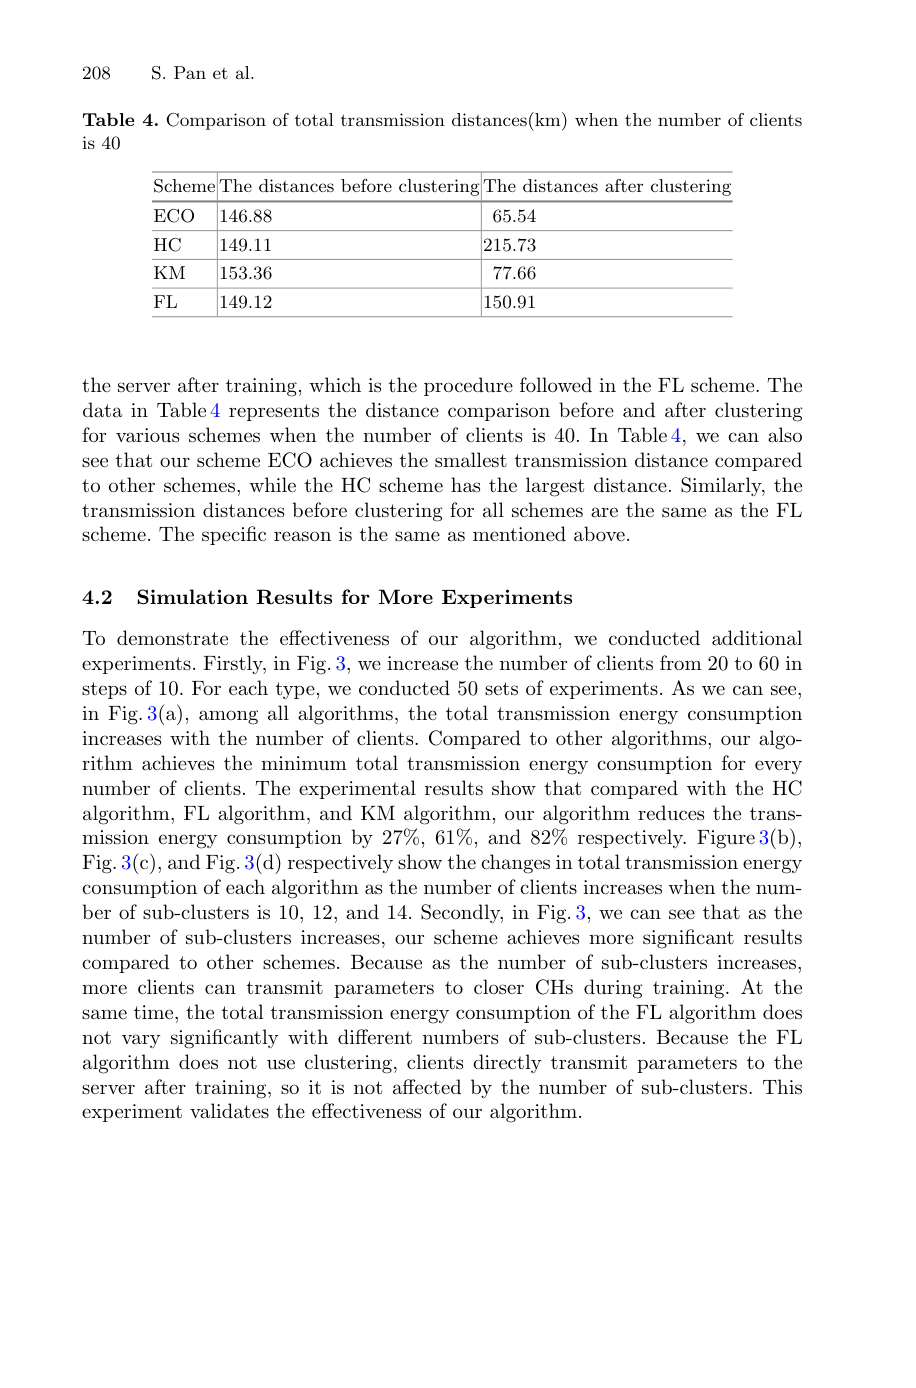 208 S. Pan et al.
Table 4. Comparison of total transmission distances(km) when the number of clients
is 40
Scheme The distances before clustering The distances after clustering
ECO 146.88 65.54
HC 149.11 215.73
KM 153.36 77.66
FL 149.12 150.91
the server after training, which is the procedure followed in the FL scheme. The
data in Table 4 represents the distance comparison before and after clustering
for various schemes when the number of clients is 40. In Table 4, we can also
see that our scheme ECO achieves the smallest transmission distance compared
to other schemes, while the HC scheme has the largest distance. Similarly, the
transmission distances before clustering for all schemes are the same as the FL
scheme. The specific reason is the same as mentioned above.
4.2 Simulation Results for More Experiments
To demonstrate the effectiveness of our algorithm, we conducted additional
experiments. Firstly, in Fig. 3, we increase the number of clients from 20 to 60 in
steps of 10. For each type, we conducted 50 sets of experiments. As we can see,
in Fig. 3(a), among all algorithms, the total transmission energy consumption
increases with the number of clients. Compared to other algorithms, our algo-
rithm achieves the minimum total transmission energy consumption for every
number of clients. The experimental results show that compared with the HC
algorithm, FL algorithm, and KM algorithm, our algorithm reduces the trans-
mission energy consumption by 27%, 61%, and 82% respectively. Figure 3(b),
Fig. 3(c), and Fig. 3(d) respectively show the changes in total transmission energy
consumption of each algorithm as the number of clients increases when the num-
ber of sub-clusters is 10, 12, and 14. Secondly, in Fig. 3, we can see that as the
number of sub-clusters increases, our scheme achieves more significant results
compared to other schemes. Because as the number of sub-clusters increases,
more clients can transmit parameters to closer CHs during training. At the
same time, the total transmission energy consumption of the FL algorithm does
not vary significantly with different numbers of sub-clusters. Because the FL
algorithm does not use clustering, clients directly transmit parameters to the
server after training, so it is not affected by the number of sub-clusters. This
experiment validates the effectiveness of our algorithm.